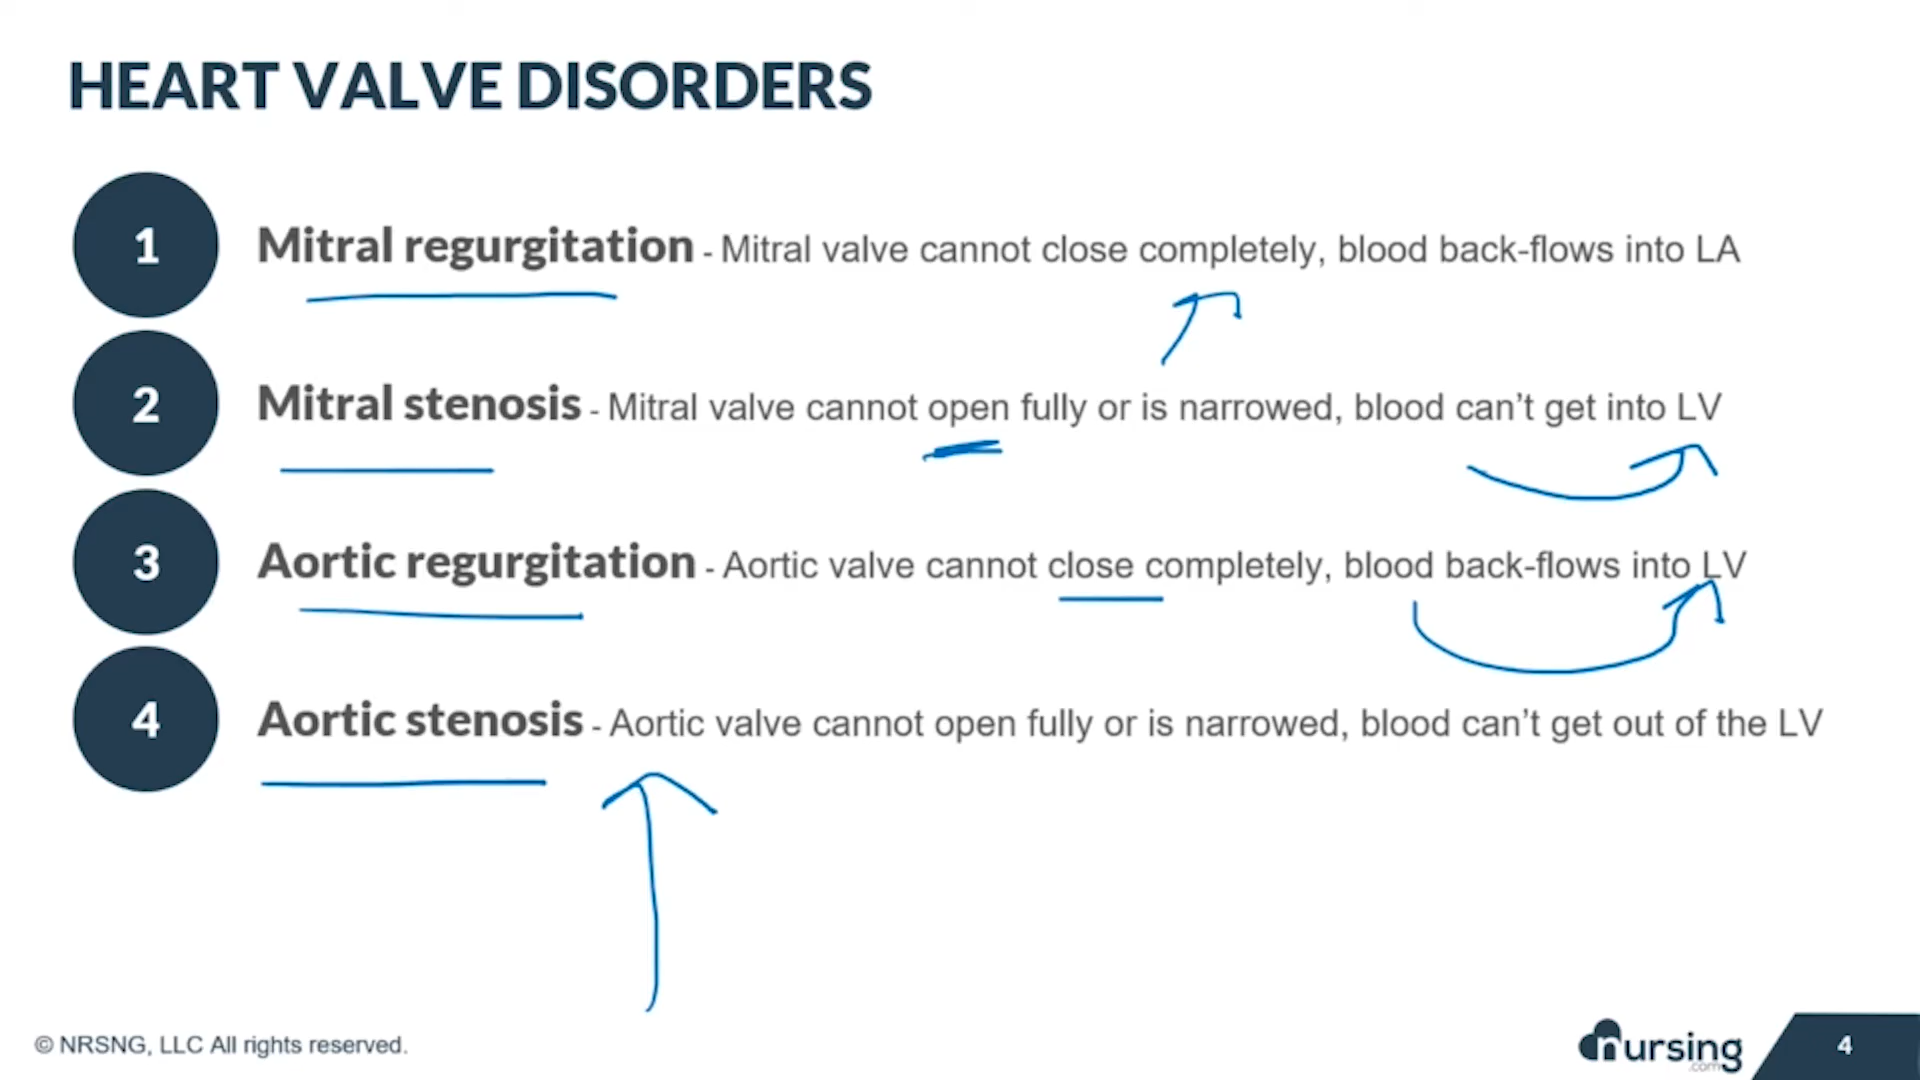 HEART VALVE DISORDERS
1 Mitral regurgitation - Mitral valve cannot close completely, blood back-flows into LA
2 Mitral stenosis - Mitral valve cannot open fully or is narrowed, blood can't get into LV
3 Aortic regurgitation - Aortic valve cannot close completely, blood back-flows into LV
4 Aortic stenosis - Aortic valve cannot open fully or is narrowed, blood can't get out of the LV
© NRSNG, LLC All rights reserved.
nursing
.com
4